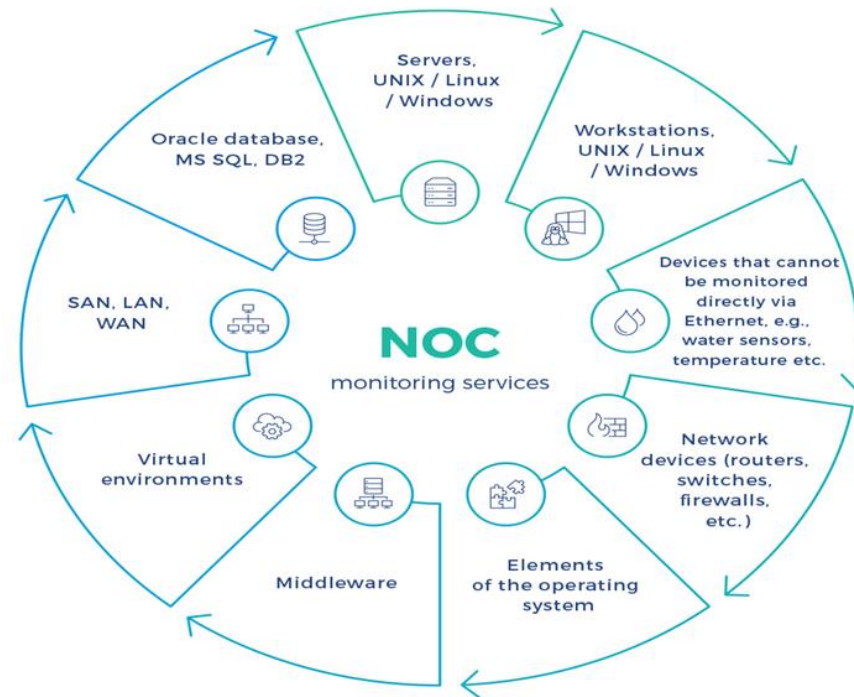 NOC
monitoring services
Servers,
UNIX / Linux
/ Windows
Workstations,
UNIX / Linux
/ Windows
Devices that cannot
be monitored
directly via
Ethernet, e.g.,
water sensors,
temperature etc.
Network
devices (routers,
switches,
firewalls,
etc.)
Elements
of the operating
system
Middleware
Virtual
environments
SAN, LAN,
WAN
Oracle database,
MS SQL, DB2